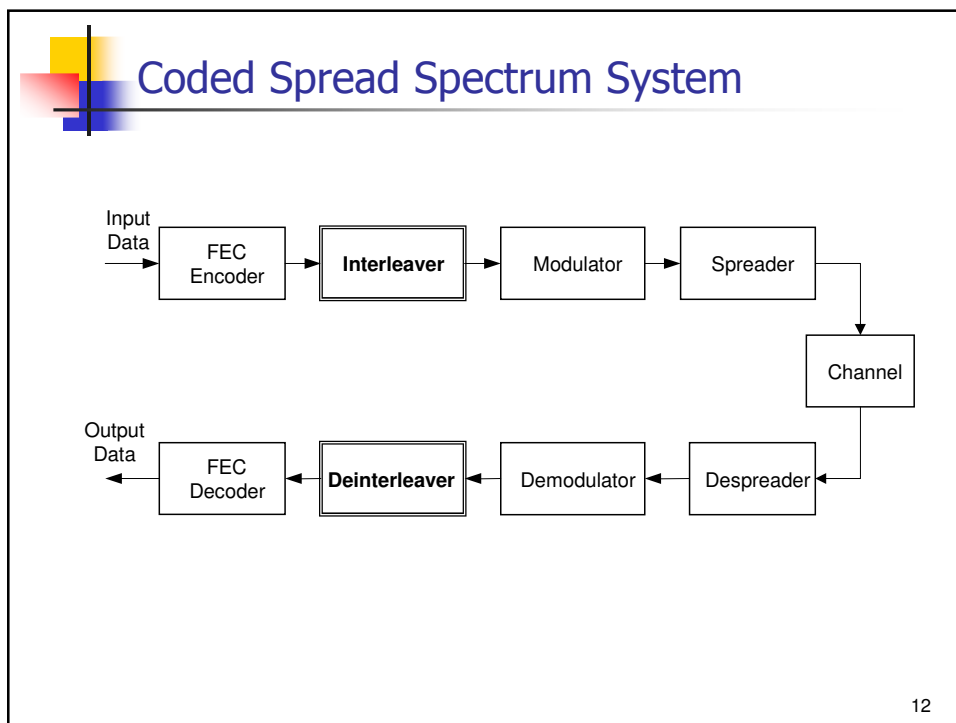 Coded Spread Spectrum System
Input
Data
FEC
Encoder
Interleaver
Modulator
Spreader
Channel
Output
Data
FEC
Decoder
Deinterleaver
Demodulator
Despreader
12